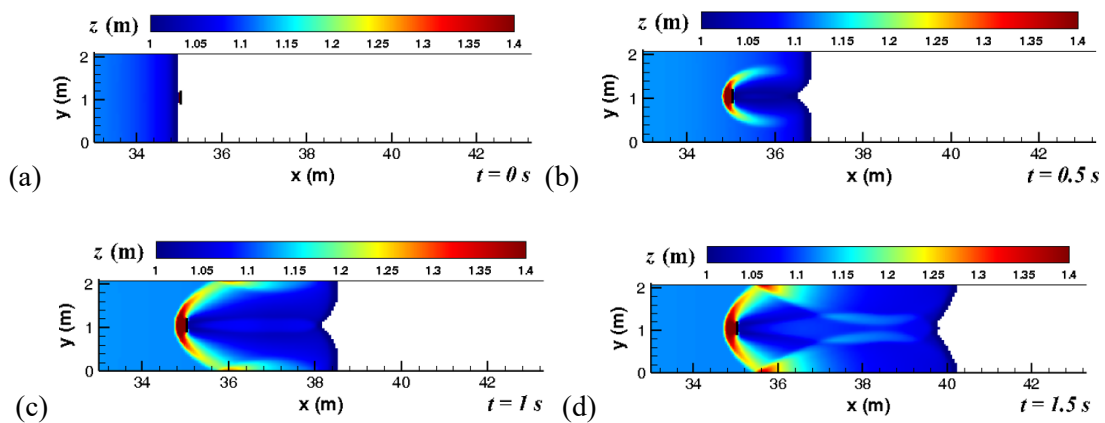 z (m)
1 1.05 1.1 1.15 1.2 1.25 1.3 1.35 1.4
y (m)
2
1
0
34 36 38 40 42
x (m)
(a)
t = 0 s
z (m)
1 1.05 1.1 1.15 1.2 1.25 1.3 1.35 1.4
y (m)
2
1
0
34 36 38 40 42
x (m)
(b)
t = 0.5 s
z (m)
1 1.05 1.1 1.15 1.2 1.25 1.3 1.35 1.4
y (m)
2
1
0
34 36 38 40 42
x (m)
(c)
t = 1 s
z (m)
1 1.05 1.1 1.15 1.2 1.25 1.3 1.35 1.4
y (m)
2
1
0
34 36 38 40 42
x (m)
(d)
t = 1.5 s